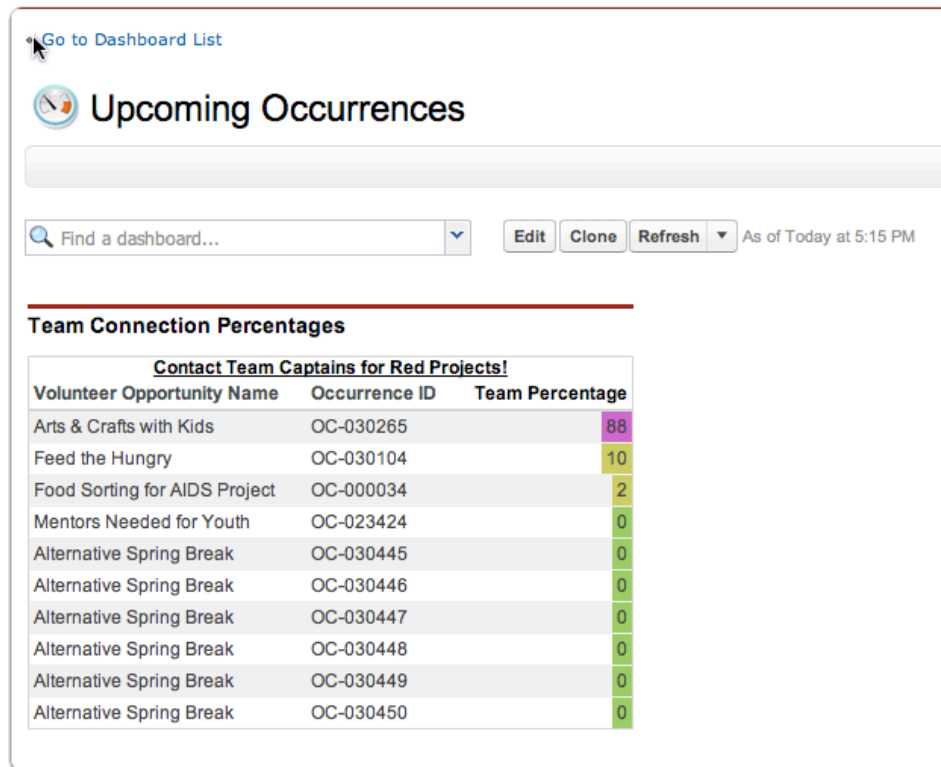 Go to Dashboard List
Upcoming Occurrences
Find a dashboard... Edit Clone Refresh As of Today at 5:15 PM
Team Connection Percentages
Contact Team Captains for Red Projects!
Volunteer Opportunity Name Occurrence ID Team Percentage
Arts & Crafts with Kids OC-030265 88
Feed the Hungry OC-030104 10
Food Sorting for AIDS Project OC-000034 2
Mentors Needed for Youth OC-023424 0
Alternative Spring Break OC-030445 0
Alternative Spring Break OC-030446 0
Alternative Spring Break OC-030447 0
Alternative Spring Break OC-030448 0
Alternative Spring Break OC-030449 0
Alternative Spring Break OC-030450 0